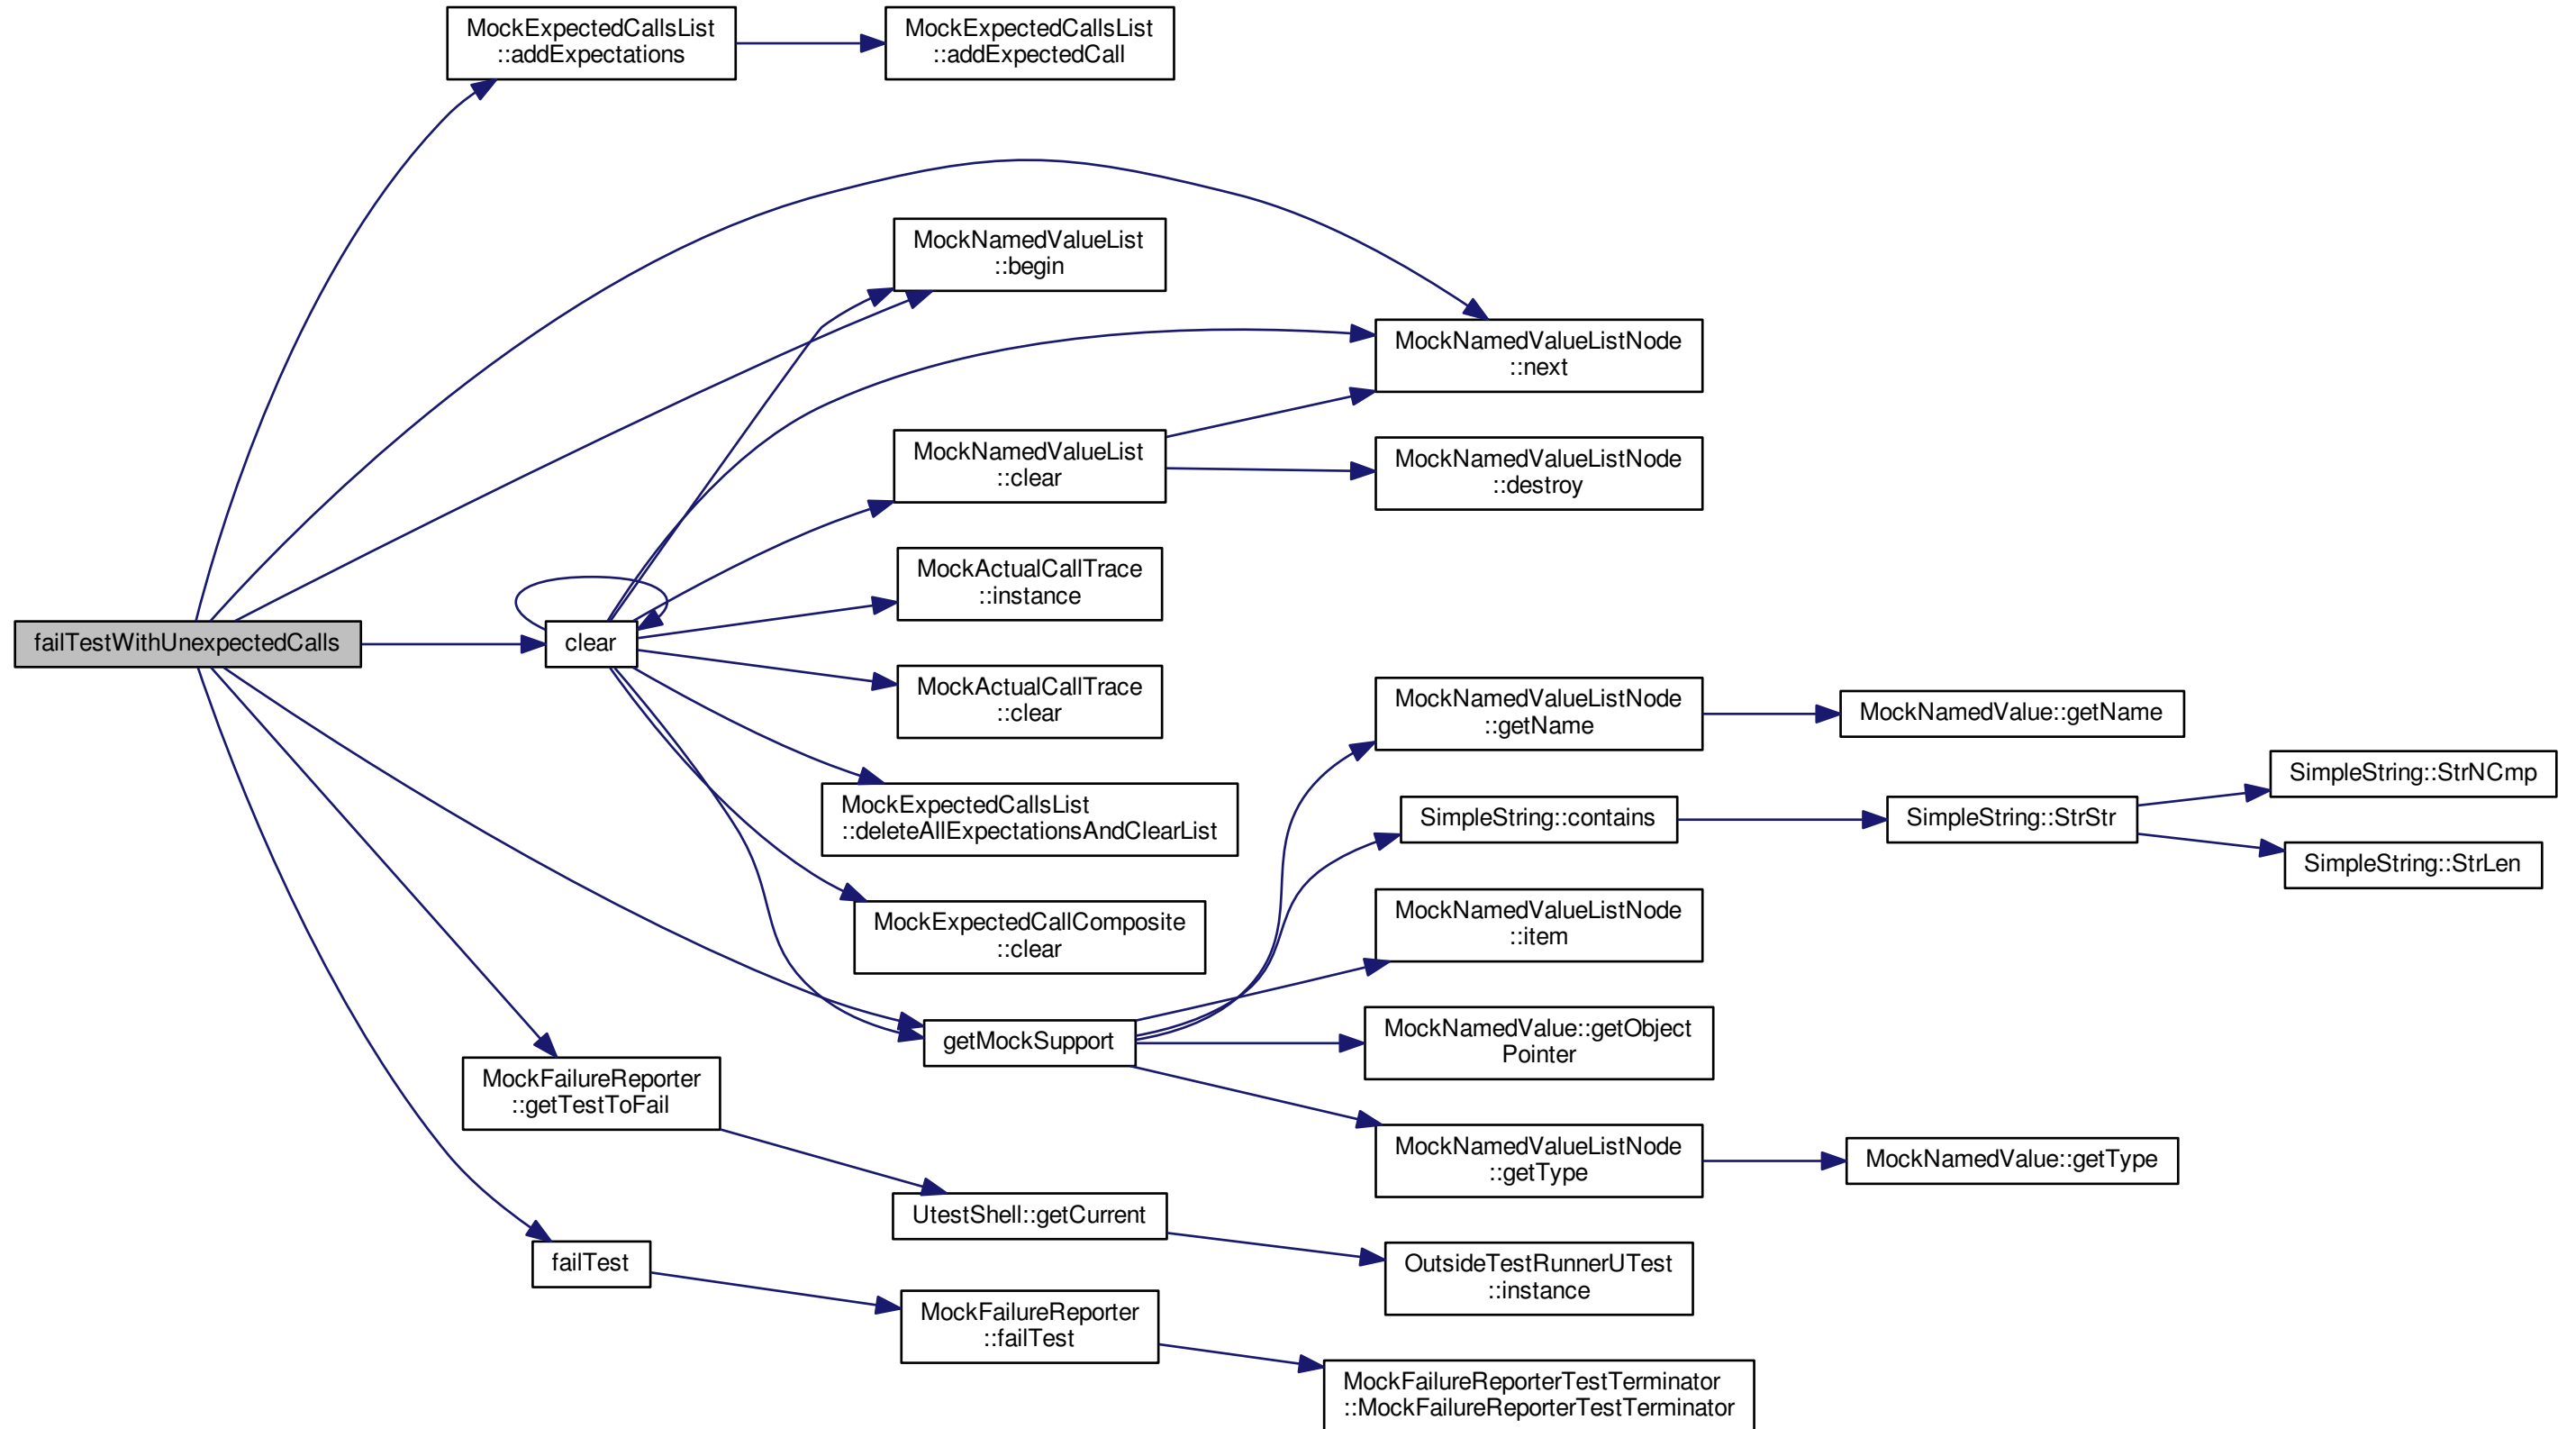 MockExpectedCallsList
::addExpectations
MockExpectedCallsList
::addExpectedCall
MockNamedValueList
::begin
MockNamedValueListNode
::next
MockNamedValueList
::clear
MockNamedValueListNode
::destroy
MockActualCallTrace
::instance
failTestWithUnexpectedCalls
clear
MockActualCallTrace
::clear
MockNamedValueListNode
::getName
MockNamedValue::getName
SimpleString::StrNCmp
MockExpectedCallsList
::deleteAllExpectationsAndClearList
SimpleString::contains
SimpleString::StrStr
SimpleString::StrLen
MockExpectedCallComposite
::clear
MockNamedValueListNode
::item
getMockSupport
MockNamedValue::getObject
Pointer
MockFailureReporter
::getTestToFail
MockNamedValueListNode
::getType
MockNamedValue::getType
UtestShell::getCurrent
failTest
OutsideTestRunnerUTest
::instance
MockFailureReporter
::failTest
MockFailureReporterTestTerminator
::MockFailureReporterTestTerminator